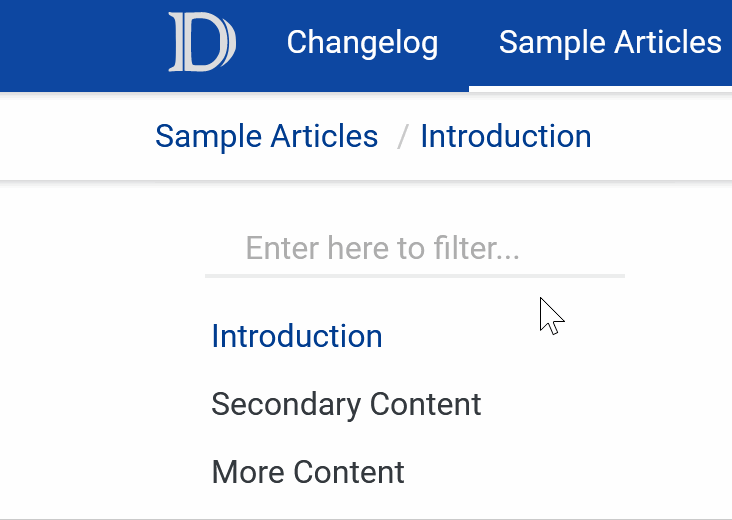 D Changelog Sample Articles
Sample Articles / Introduction
Enter here to filter...
Introduction
Secondary Content
More Content